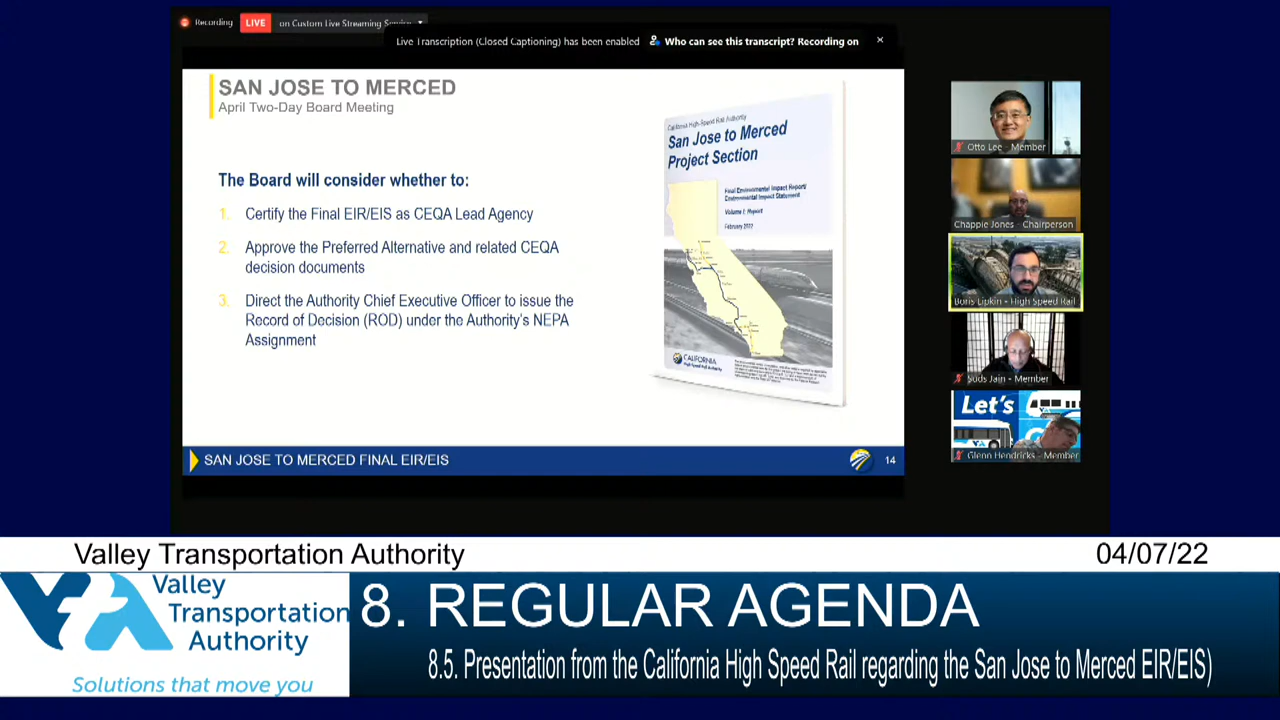 Recording
LIVE
on Custom Live Streaming Service
Live Transcription (Closed Captioning) has been enabled
Who can see this transcript? Recording on
SAN JOSE TO MERCED
April Two-Day Board Meeting
The Board will consider whether to:
1. Certify the Final EIR/EIS as CEQA Lead Agency
2. Approve the Preferred Alternative and related CEQA
decision documents
3. Direct the Authority Chief Executive Officer to issue the
Record of Decision (ROD) under the Authority's NEPA
Assignment
California High-Speed Rail Authority
San Jose to Merced
Project Section
Final Environmental Impact Report/
Environmental Impact Statement
Volume I: Report
February 2022
CALIFORNIA
High-Speed Rail Authority
SAN JOSE TO MERCED FINAL EIR/EIS
14
Otto Lee - Member
Chappie Jones - Chairperson
Boris Lipkin - High Speed Rail
Suds Jain - Member
Let's
Glenn Hendricks - Member
Valley Transportation Authority
04/07/22
Valley
Transportation
Authority
Solutions that move you
8. REGULAR AGENDA
8.5. Presentation from the California High Speed Rail regarding the San Jose to Merced EIR/EIS)